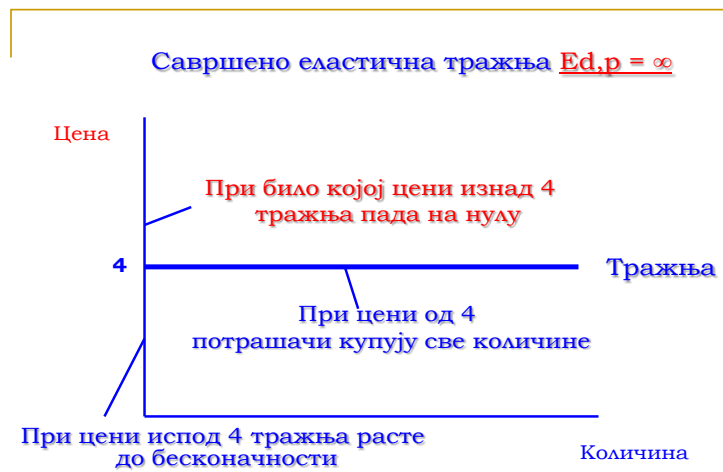 Савршено еластична тражња Ed,p = ∞
Цена
При било којој цени изнад 4
тражња пада на нулу
4
Тражња
При цени од 4
потрашачи купују све количине
При цени испод 4 тражња расте
до бесконачности
Количина